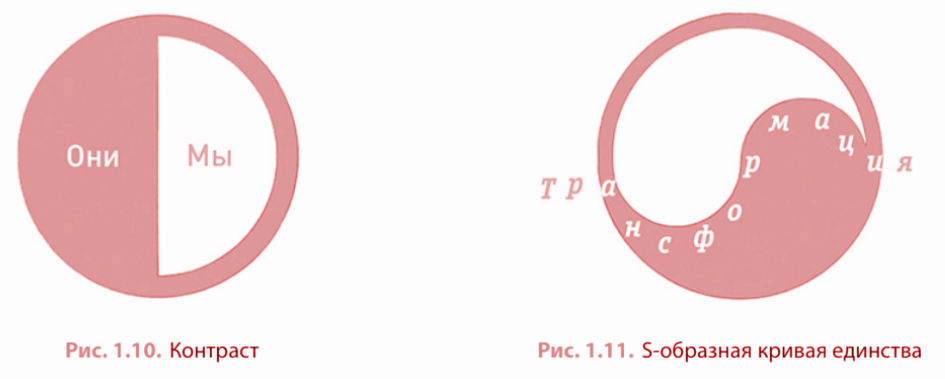 Они Мы
Трансформация
Рис. 1.10. Контраст
Рис. 1.11. S-образная кривая единства